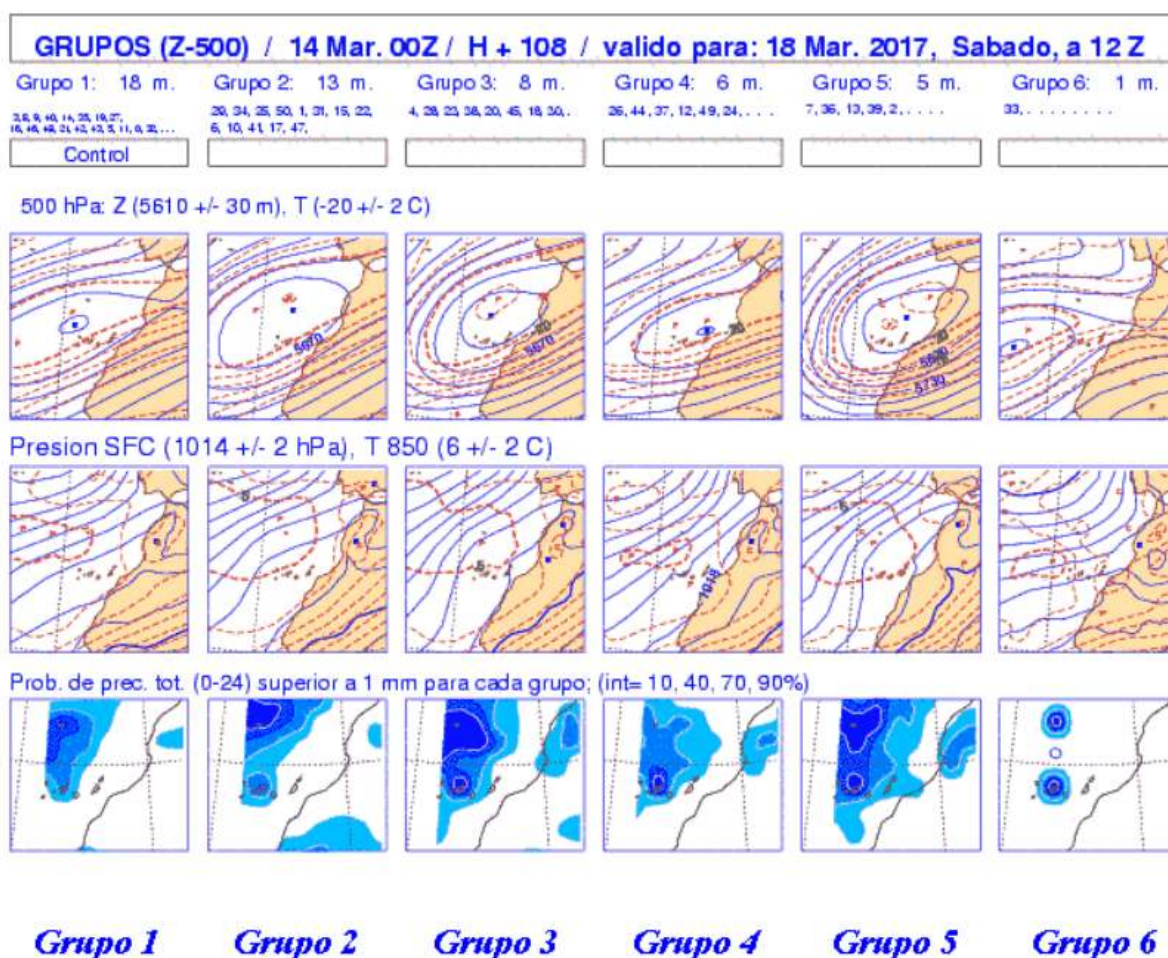 GRUPOS (Z-500) / 14 Mar. 00Z / H + 108 / valido para: 18 Mar. 2017, Sabado, a 12 Z
Grupo 1: 18 m. Grupo 2: 13 m. Grupo 3: 8 m. Grupo 4: 6 m. Grupo 5: 5 m. Grupo 6: 1 m.
34, 25, 50, 1, 31, 15, 22, 4, 28, 23, 38, 20, 45, 18, 30, . 26, 44, 37, 12, 49, 24, . . . . 7, 36, 13, 39, 2, . . . . . 33, . . . . . . . .
6, 10, 41, 17, 47,
Control
500 hPa: Z (5610 +/- 30 m), T (-20 +/- 2 C)
5670 5670 5730
Presion SFC (1014 +/- 2 hPa), T 850 (6 +/- 2 C)
1018
Prob. de prec. tot. (0-24) superior a 1 mm para cada grupo; (int= 10, 40, 70, 90%)
Grupo 1 Grupo 2 Grupo 3 Grupo 4 Grupo 5 Grupo 6